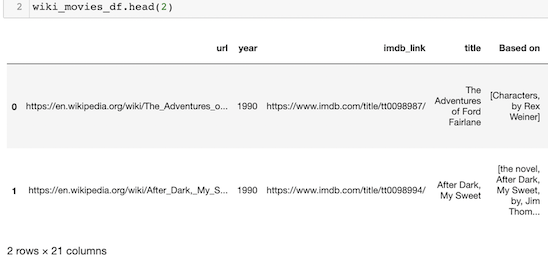 2 wiki_movies_df.head(2)
url year imdb_link title Based on
0 https://en.wikipedia.org/wiki/The_Adventures_o... 1990 https://www.imdb.com/title/tt0098987/ The Adventures of Ford Fairlane [Characters, by Rex Weiner]
1 https://en.wikipedia.org/wiki/After_Dark,_My_S... 1990 https://www.imdb.com/title/tt0098994/ After Dark, My Sweet [the novel, After Dark, My Sweet, by, Jim Thom...
2 rows × 21 columns